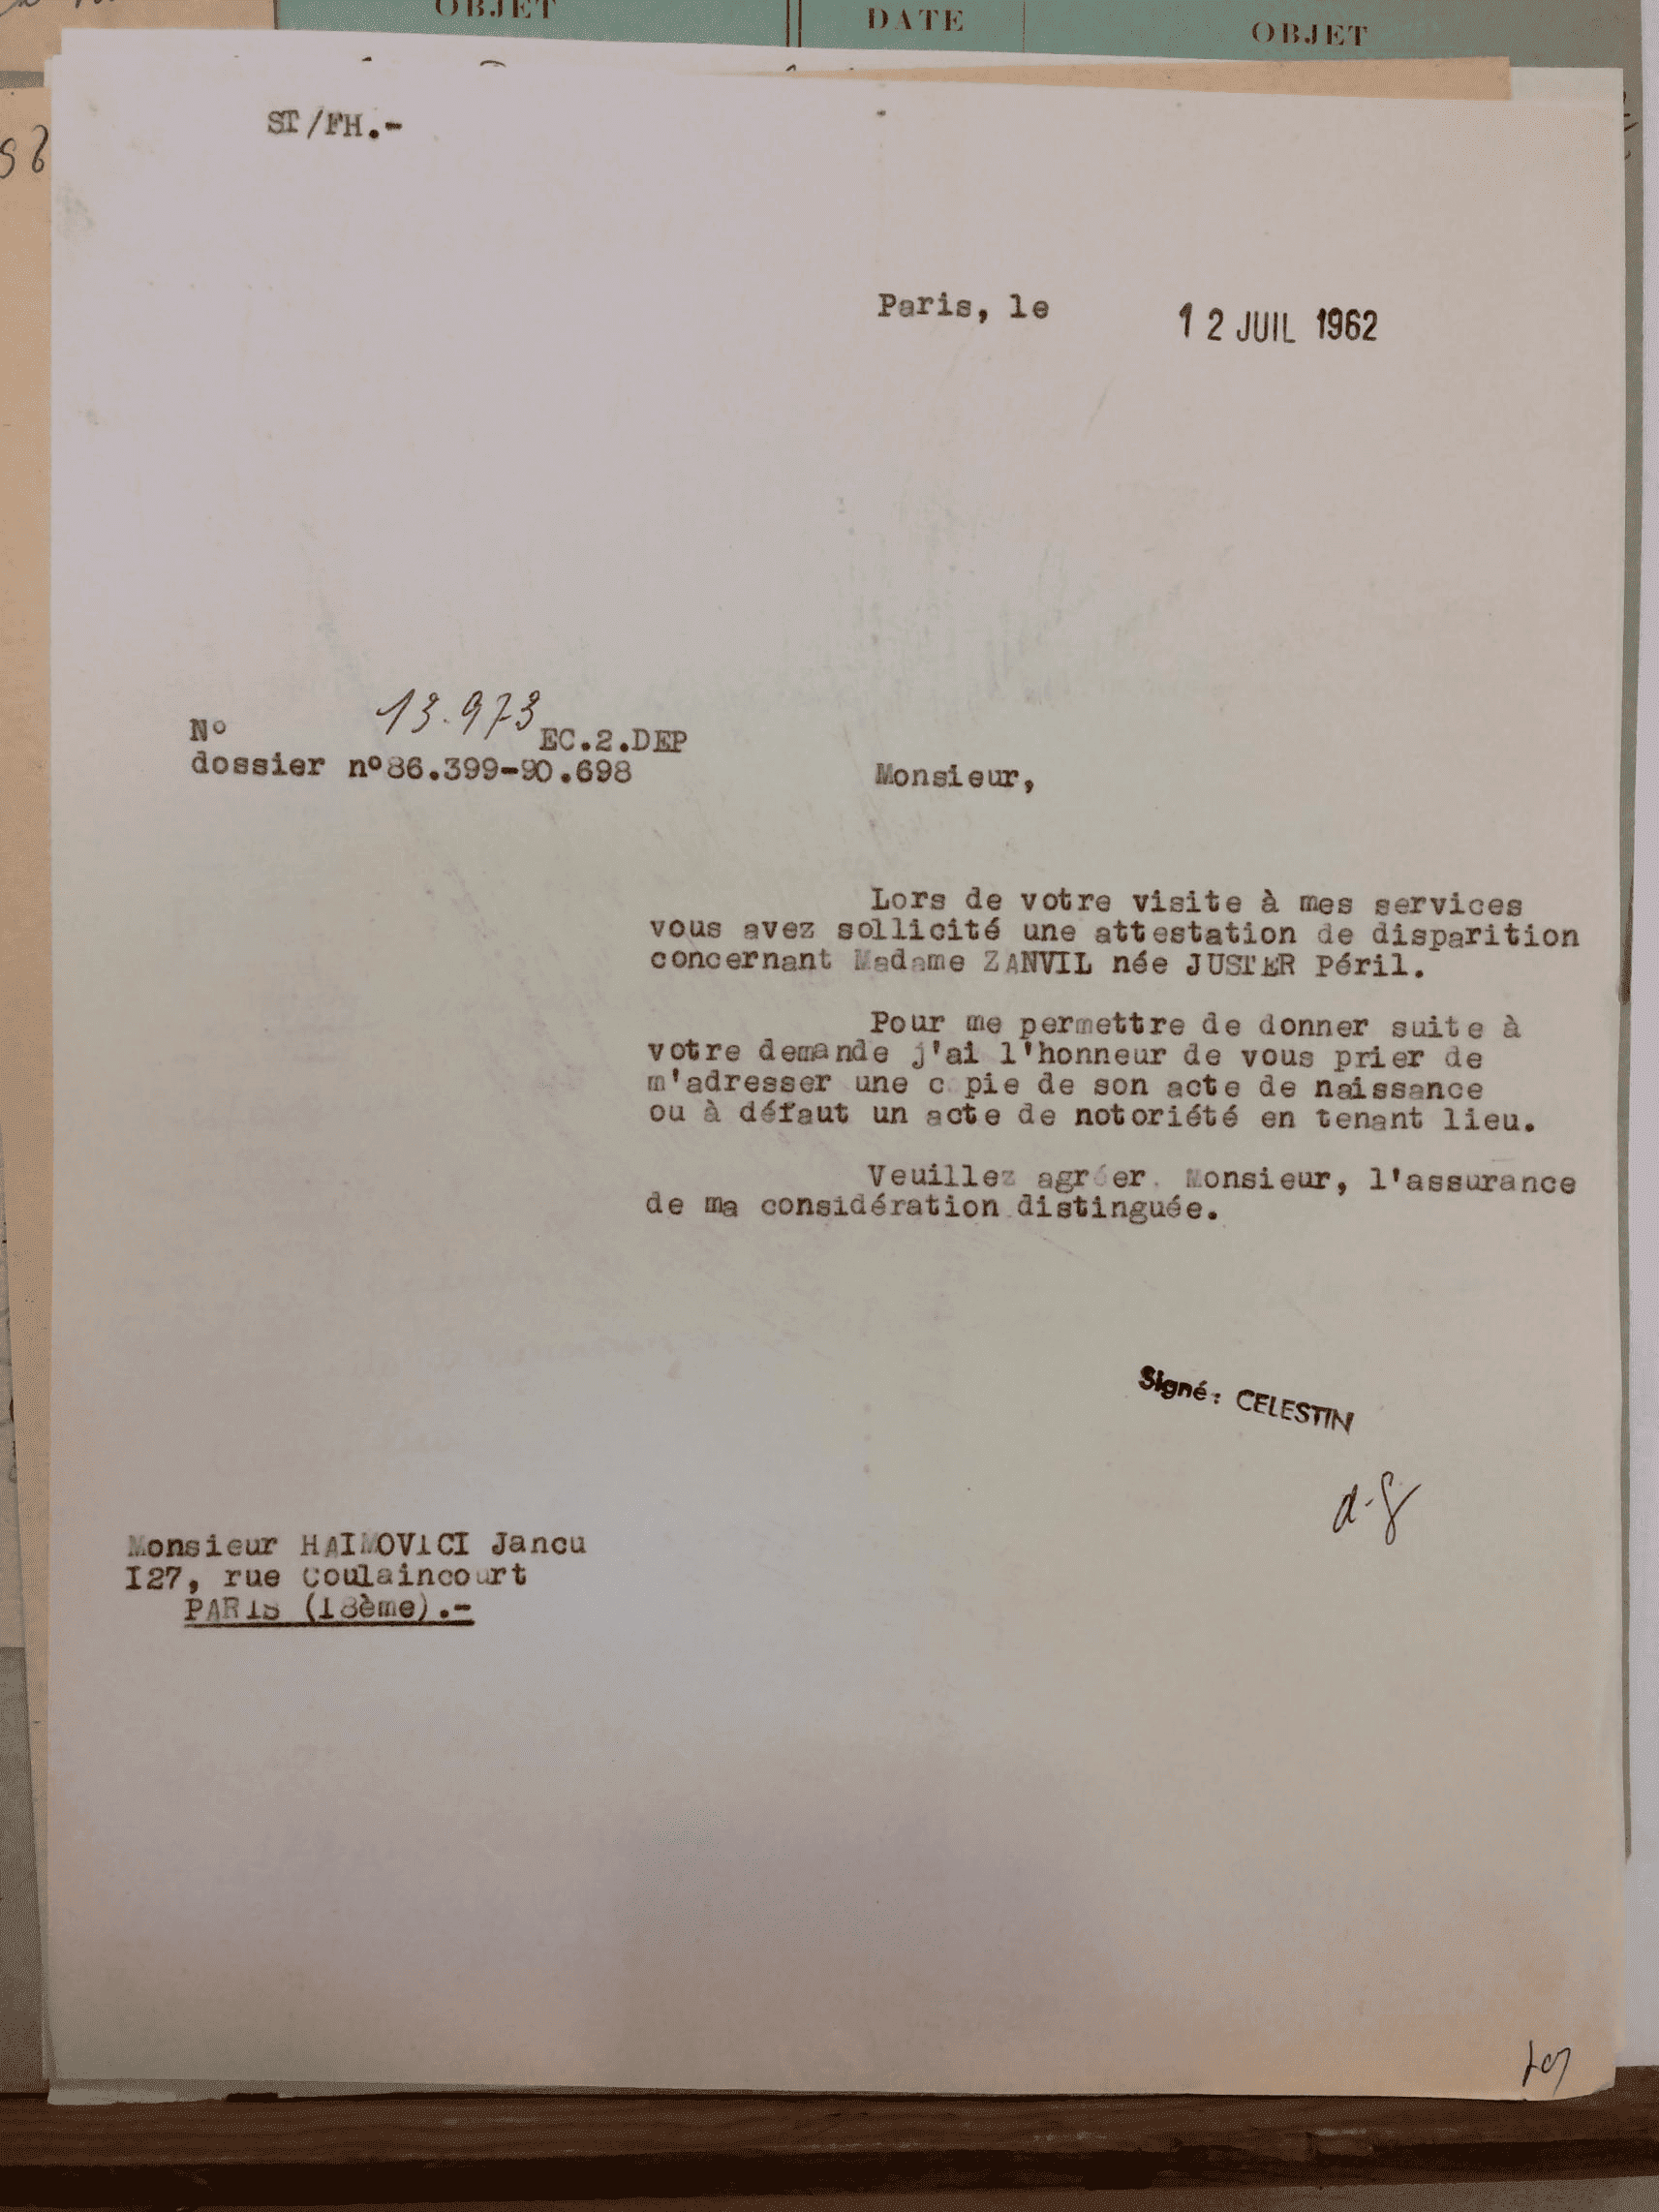 OBJET
DATE
OBJET
ST/FH.-
Paris, le
12 JUIL 1962
N° 13.973 EC.2.DEP
dossier n°86.399-90.698
Monsieur,
Lors de votre visite à mes services
vous avez sollicité une attestation de disparition
concernant Madame ZANVIL née JUSTER Péril.
Pour me permettre de donner suite à
votre demande j'ai l'honneur de vous prier de
m'adresser une copie de son acte de naissance
ou à défaut un acte de notoriété en tenant lieu.
Veuillez agréer, Monsieur, l'assurance
de ma considération distinguée.
Signé: CELESTIN
Monsieur HAIMOVICI Jancu
I27, rue Coulaincourt
PARIS (I8ème).-